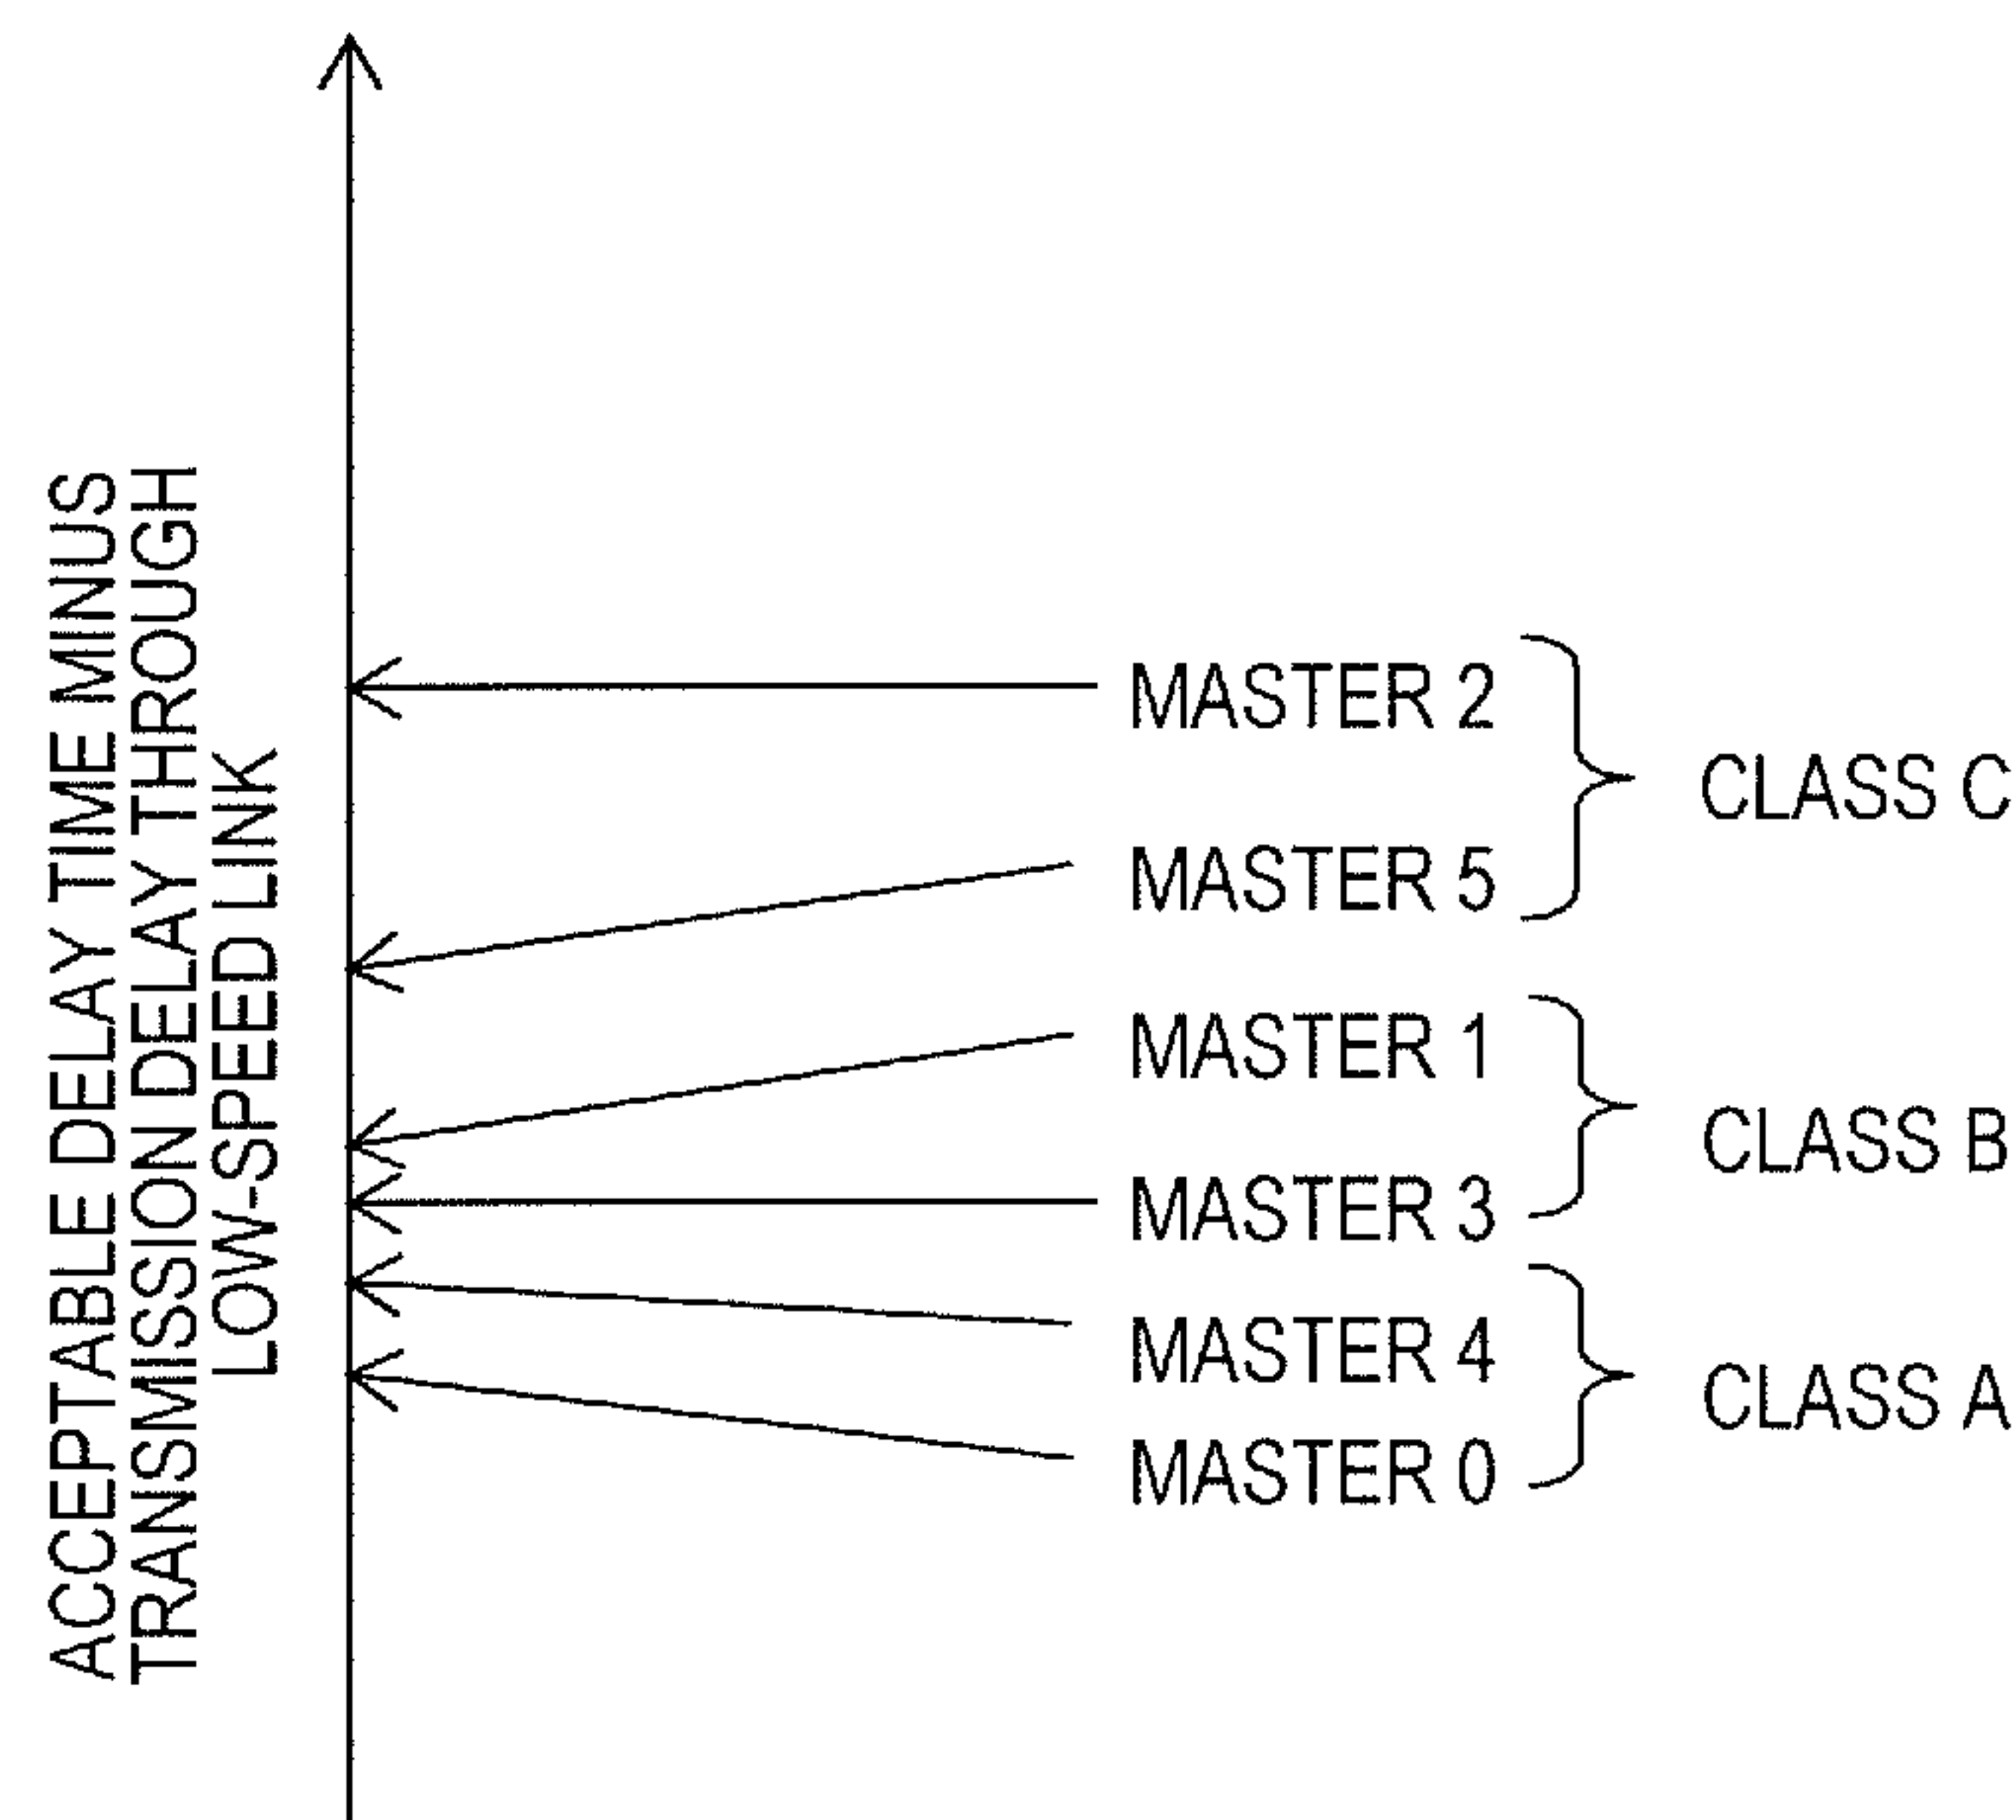 ACCEPTABLE DELAY TIME MINUS
TRANSMISSION DELAY THROUGH
LOW-SPEED LINK
MASTER 2
MASTER 5
CLASS C
MASTER 1
MASTER 3
CLASS B
MASTER 4
MASTER 0
CLASS A